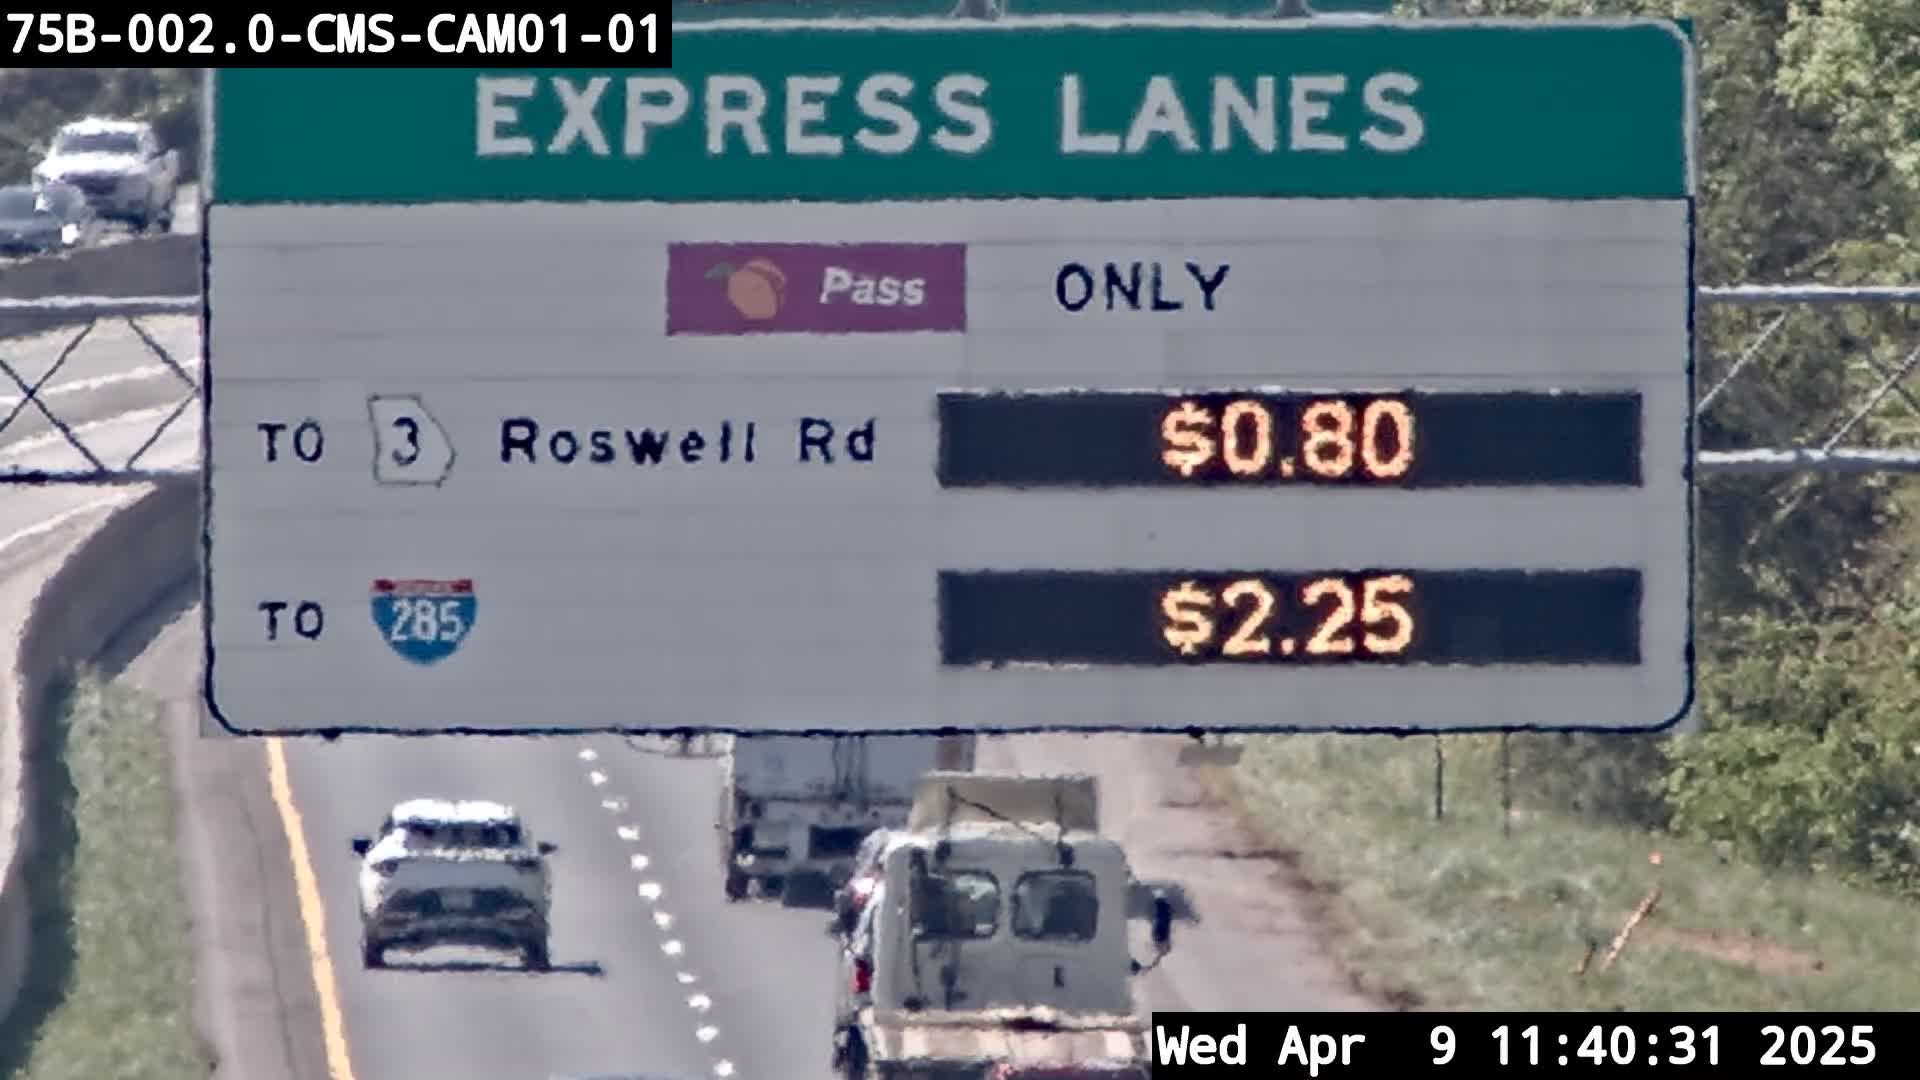 75B-002.0-CMS-CAM01-01
EXPRESS LANES
Pass ONLY
TO 3 Roswell Rd $0.80
TO 285 $2.25
Wed Apr 9 11:40:31 2025